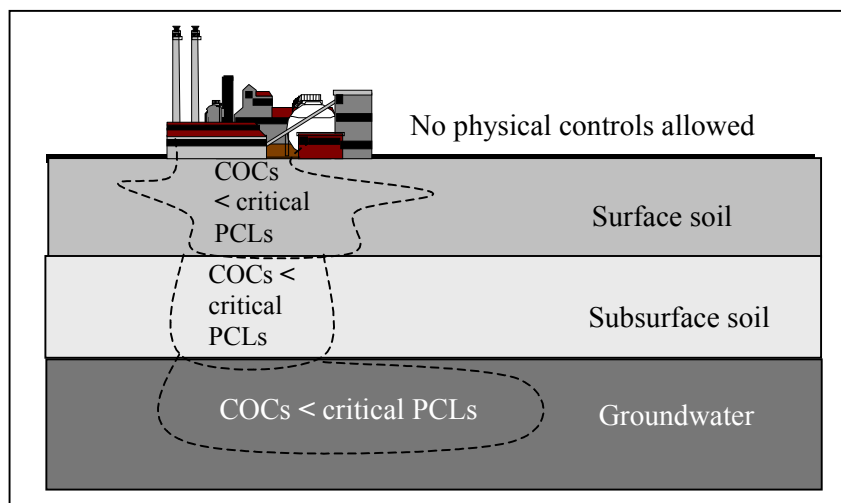 No physical controls allowed
COCs
< critical
PCLs
Surface soil
COCs <
critical
PCLs
Subsurface soil
COCs < critical PCLs
Groundwater